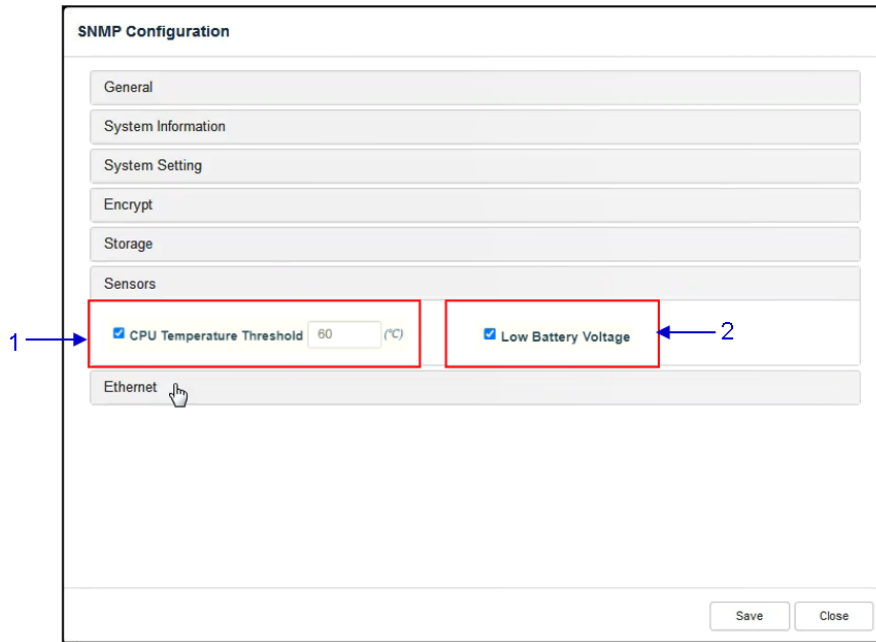 SNMP Configuration
General
System Information
System Setting
Encrypt
Storage
Sensors
1 CPU Temperature Threshold 60 (°C) Low Battery Voltage 2
Ethernet
Save Close